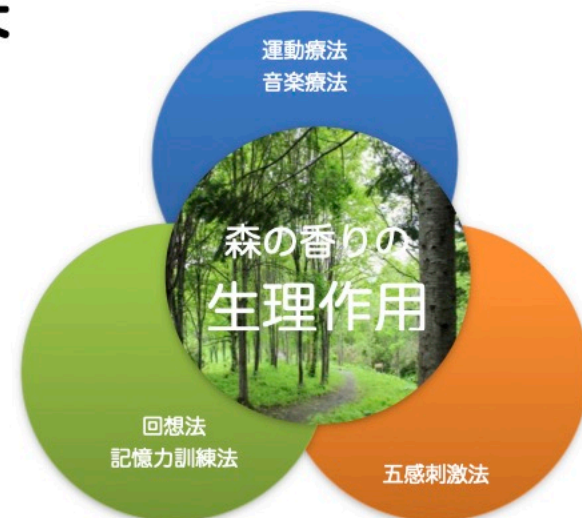 運動療法
音楽療法
森の香りの
生理作用
回想法
記憶力訓練法
五感刺激法